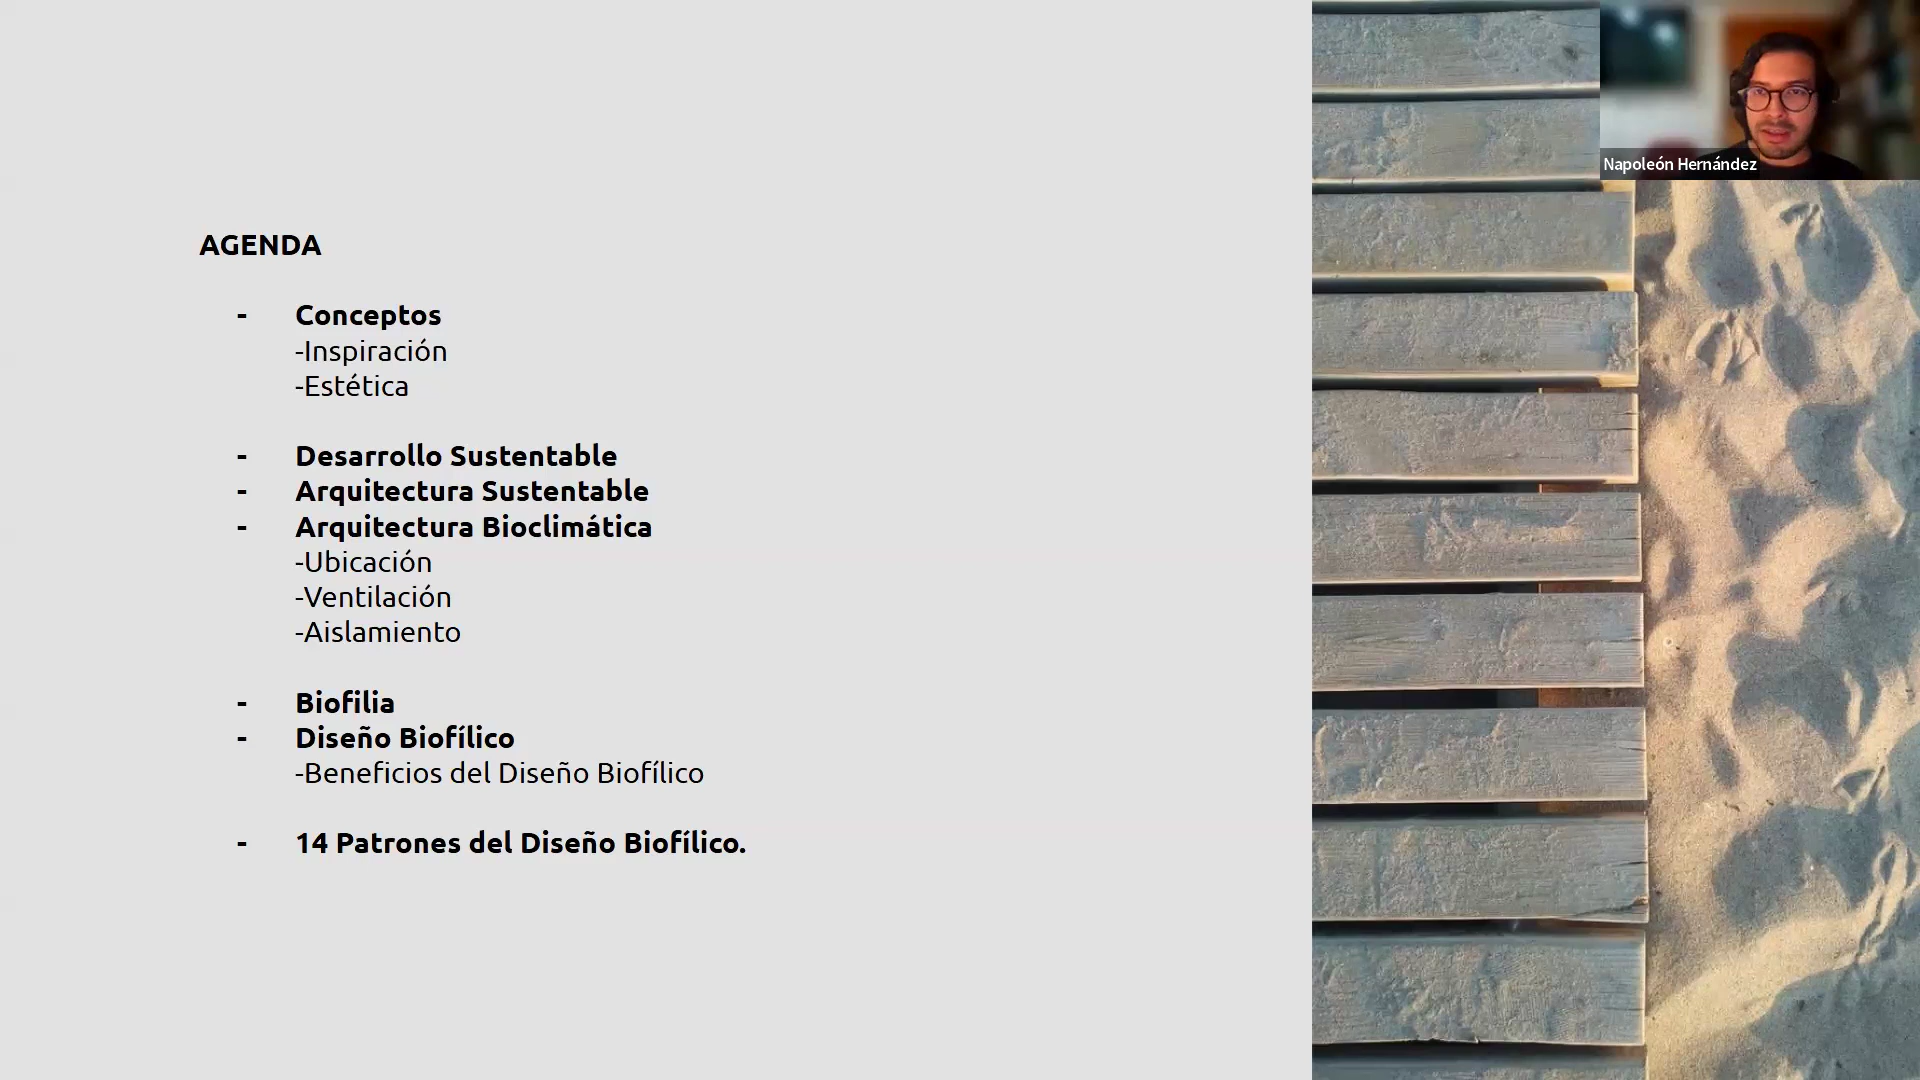 AGENDA
- Conceptos
-Inspiración
-Estética
- Desarrollo Sustentable
- Arquitectura Sustentable
- Arquitectura Bioclimática
-Ubicación
-Ventilación
-Aislamiento
- Biofilia
- Diseño Biofílico
-Beneficios del Diseño Biofílico
- 14 Patrones del Diseño Biofílico.
Napoleón Hernández